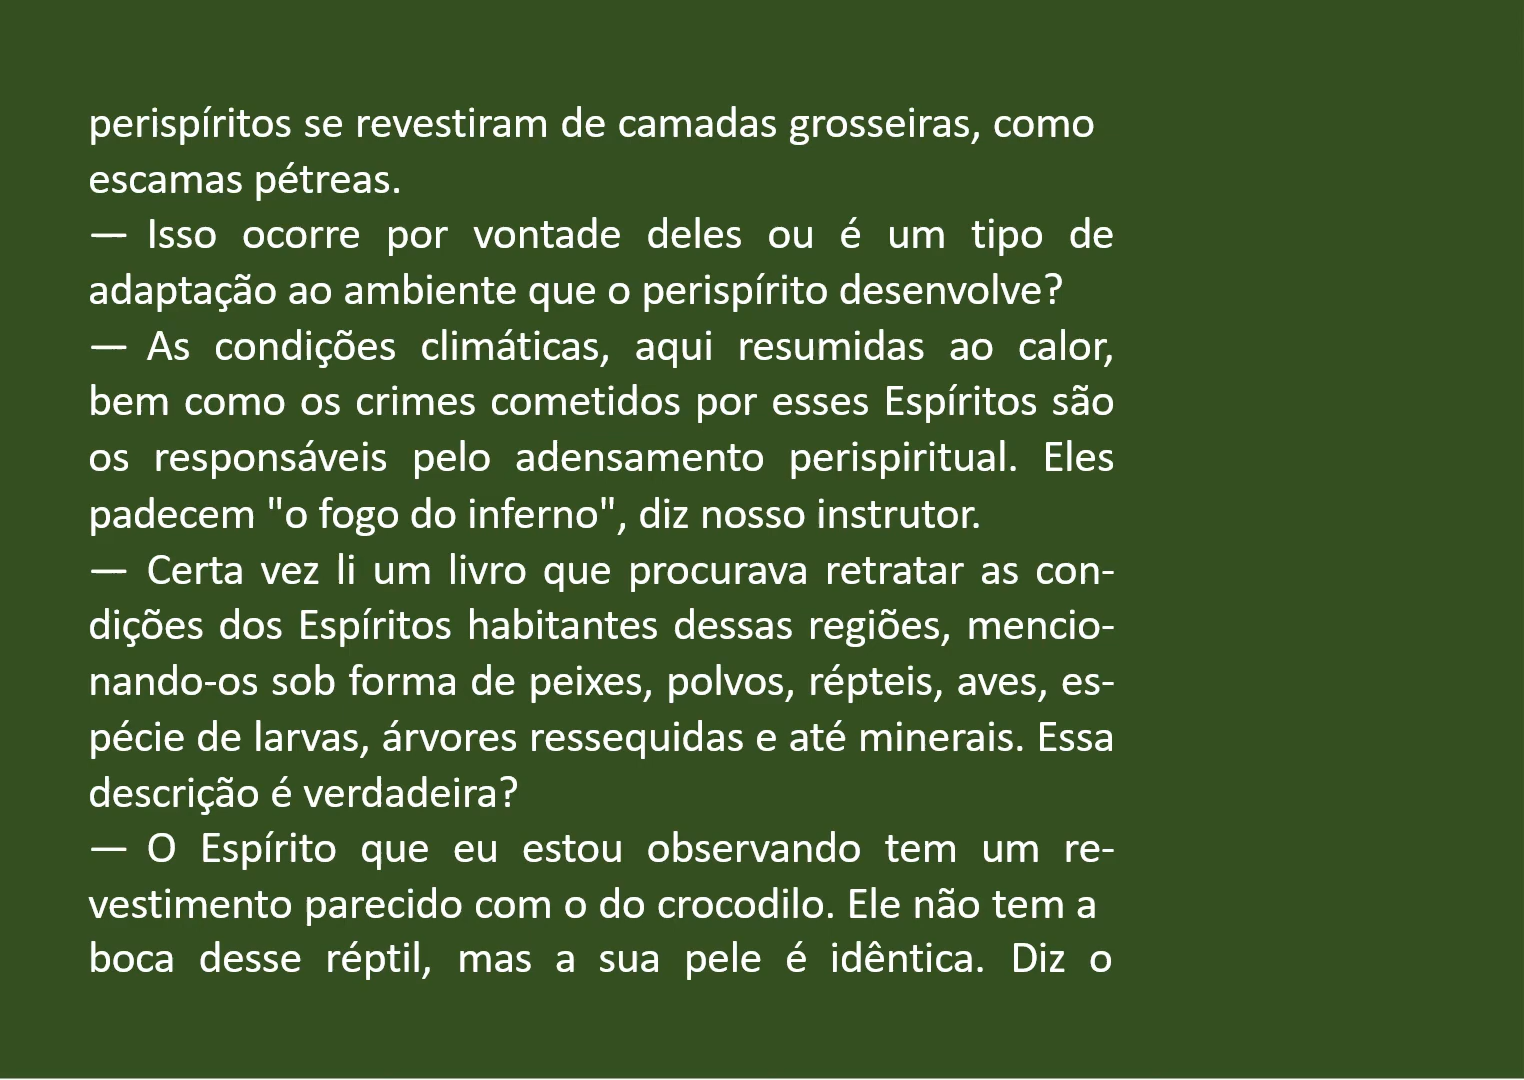 perispíritos se revestiram de camadas grosseiras, como
escamas pétreas.
— Isso ocorre por vontade deles ou é um tipo de
adaptação ao ambiente que o perispírito desenvolve?
— As condições climáticas, aqui resumidas ao calor,
bem como os crimes cometidos por esses Espíritos são
os responsáveis pelo adensamento perispiritual. Eles
padecem "o fogo do inferno", diz nosso instrutor.
— Certa vez li um livro que procurava retratar as con-
dições dos Espíritos habitantes dessas regiões, mencio-
nando-os sob forma de peixes, polvos, répteis, aves, es-
pécie de larvas, árvores ressequidas e até minerais. Essa
descrição é verdadeira?
— O Espírito que eu estou observando tem um re-
vestimento parecido com o do crocodilo. Ele não tem a
boca desse réptil, mas a sua pele é idêntica. Diz o